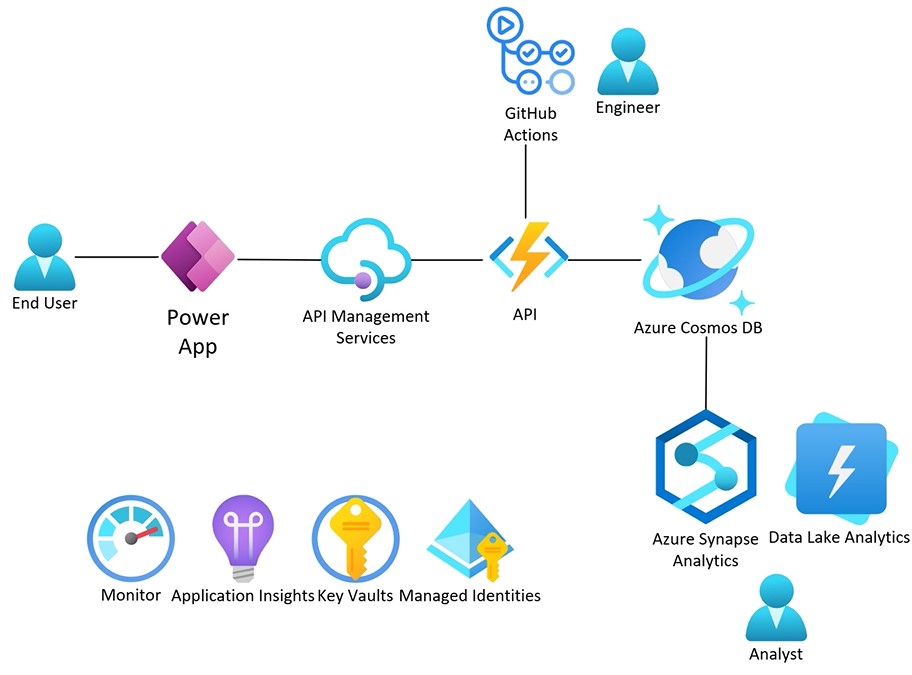 GitHub
Actions
Engineer
End User
Power
App
API Management
Services
API
Azure Cosmos DB
Azure Synapse
Analytics
Data Lake Analytics
Monitor
Application Insights
Key Vaults
Managed Identities
Analyst